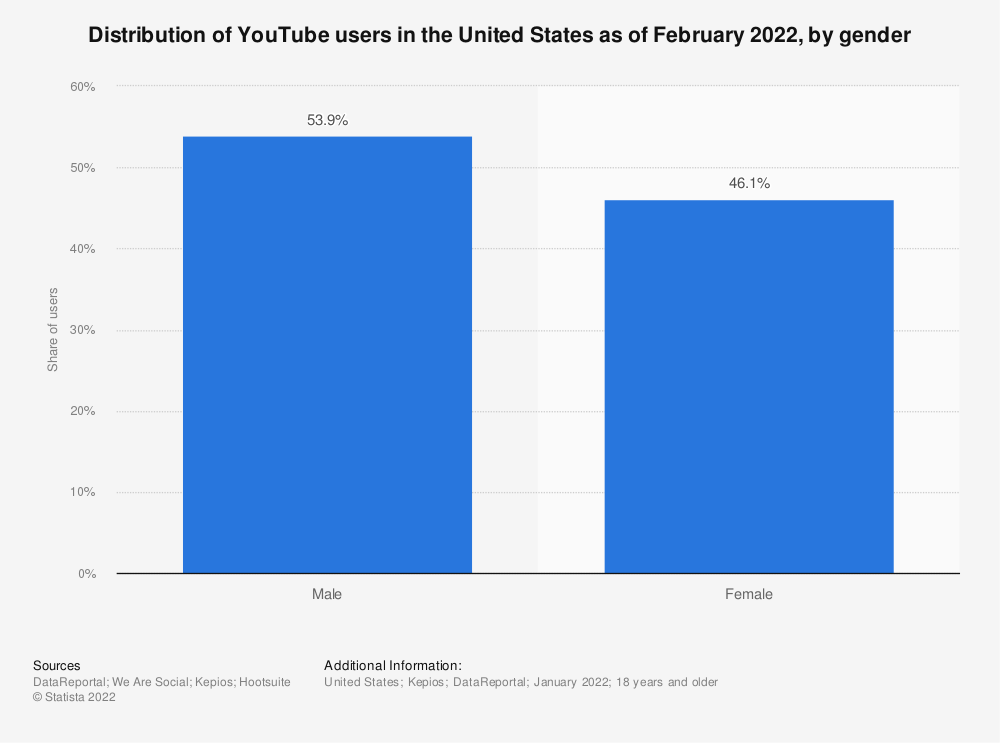 Distribution of YouTube users in the United States as of February 2022, by gender
60%
53.9%
50%
46.1%
40%
Share of users
30%
20%
10%
0%
Male
Female
Sources
DataReportal; We Are Social; Kepios; Hootsuite
© Statista 2022
Additional Information:
United States; Kepios; DataReportal; January 2022; 18 years and older